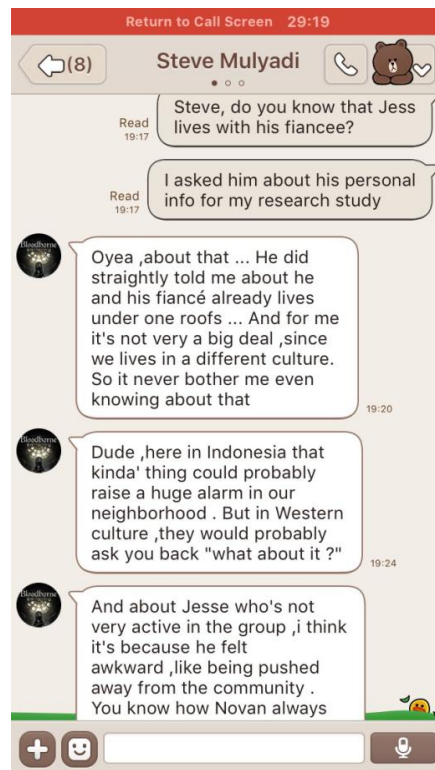 Return to Call Screen 29:19
(8)
Steve Mulyadi
Steve, do you know that Jess
lives with his fiancee?
Read
19:17
I asked him about his personal
info for my research study
Read
19:17
Bloodborne
Oyea ,about that ... He did
straightly told me about he
and his fiancé already lives
under one roofs ... And for me
it's not very a big deal ,since
we lives in a different culture.
So it never bother me even
knowing about that
19:20
Bloodborne
Dude ,here in Indonesia that
kinda' thing could probably
raise a huge alarm in our
neighborhood . But in Western
culture ,they would probably
ask you back "what about it ?"
19:24
Bloodborne
And about Jesse who's not
very active in the group ,i think
it's because he felt
awkward ,like being pushed
away from the community .
You know how Novan always